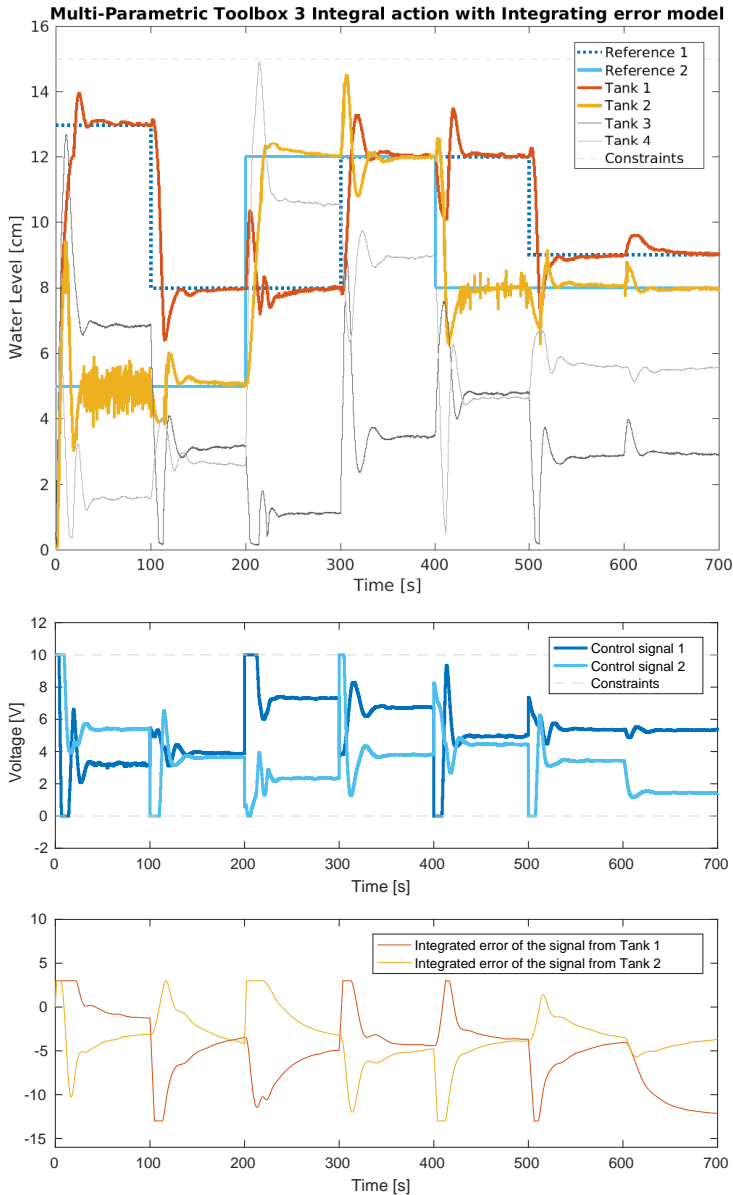 Multi-Parametric Toolbox 3 Integral action with Integrating error model
16
14
12
10
8
6
4
2
0
Water Level [cm]
Reference 1
Reference 2
Tank 1
Tank 2
Tank 3
Tank 4
Constraints
0 100 200 300 400 500 600 700
Time [s]
12
10
8
6
4
2
0
-2
Voltage [V]
Control signal 1
Control signal 2
Constraints
0 100 200 300 400 500 600 700
Time [s]
10
5
0
-5
-10
-15
Integrated error of the signal from Tank 1
Integrated error of the signal from Tank 2
0 100 200 300 400 500 600 700
Time [s]